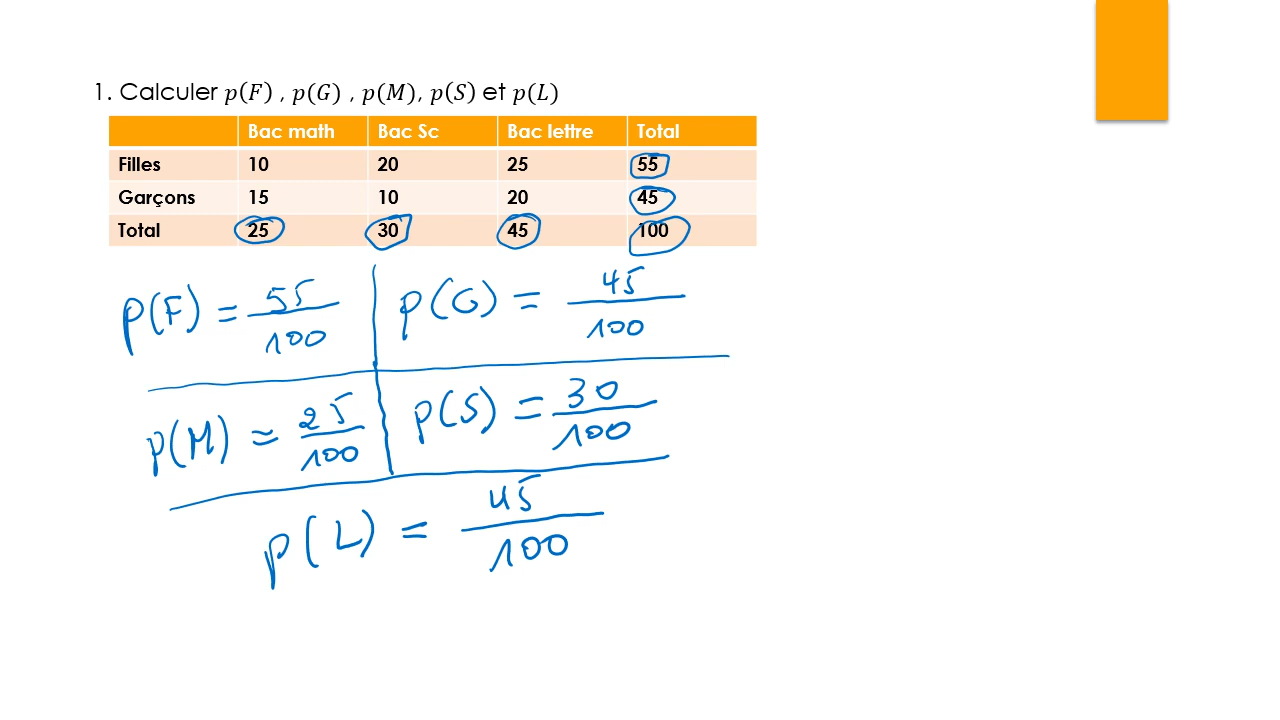 1. Calculer p(F) , p(G) , p(M), p(S) et p(L)
Bac math Bac Sc Bac lettre Total
Filles 10 20 25 55
Garçons 15 10 20 45
Total 25 30 45 100
p(F) = 55/100 p(G) = 45/100
p(M) = 25/100 p(S) = 30/100
p(L) = 45/100